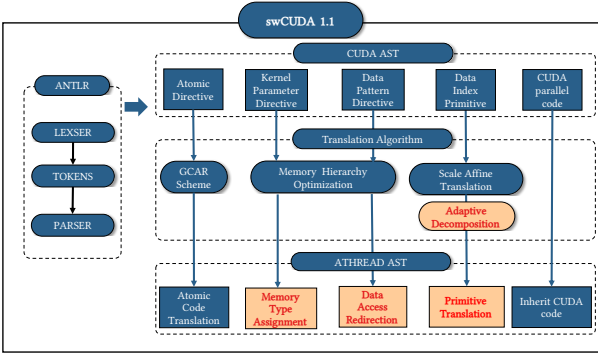 swCUDA 1.1
CUDA AST
ANTLR
LEXSER
TOKENS
PARSER
Atomic
Directive
Kernel
Parameter
Directive
Data
Pattern
Directive
Data
Index
Primitive
CUDA
parallel
code
Translation Algorithm
GCAR
Scheme
Memory Hierarchy
Optimization
Scale Affine
Translation
Adaptive
Decomposition
ATHREAD AST
Atomic
Code
Translation
Memory
Type
Assignment
Data
Access
Redirection
Primitive
Translation
Inherit CUDA
code